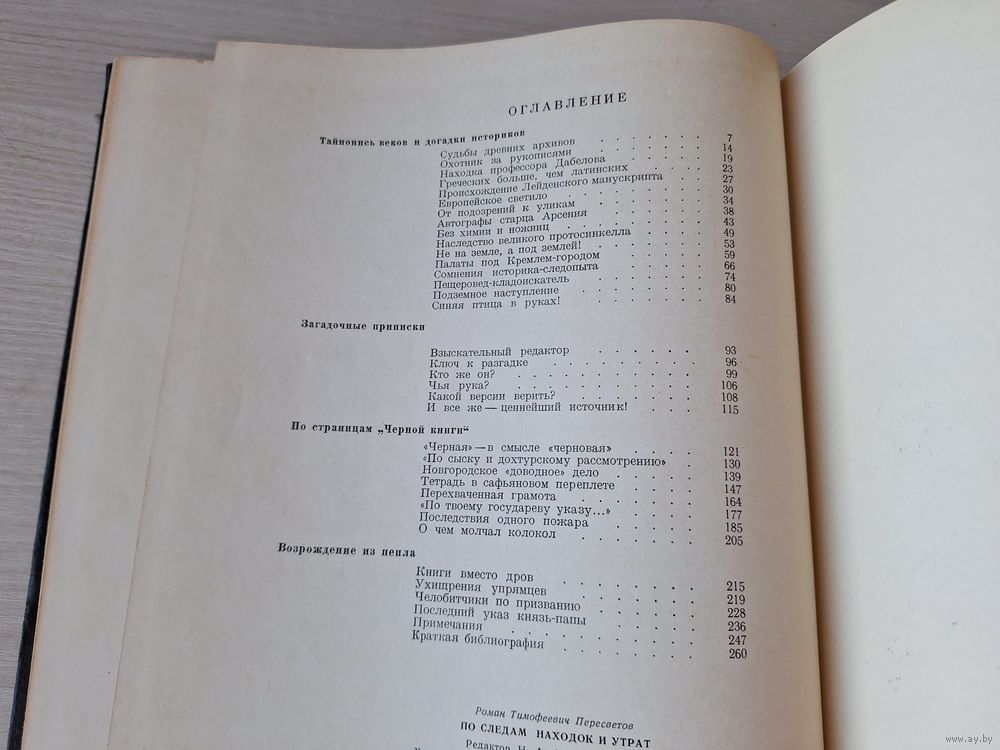 ОГЛАВЛЕНИЕ
Тайнопись веков и догадки историков
Судьбы древних архивов . . . . . . 7
Охотник за рукописями . . . . . . 14
Находка профессора Дабелова . . . . 19
Греческих больше, чем латинских . . . . 23
Происхождение Лейденского манускрипта . . . 27
Европейское светило . . . . . . . 30
От подозрений к уликам . . . . . . 34
Автографы старца Арсения . . . . . . 38
Без химии и ножниц . . . . . . . 43
Наследство великого протосинкелла . . . . 49
Не на земле, а под землей! . . . . . . 53
Палаты под Кремлем-городом . . . . . 59
Сомнения историка-следопыта . . . . . 66
Пещеровед-кладоискатель . . . . . . 74
Подземное наступление . . . . . . 80
Синяя птица в руках! . . . . . . 84
Загадочные приписки
Взыскательный редактор . . . . . . 93
Ключ к разгадке . . . . . . . 96
Кто же он? . . . . . . . . 99
Чья рука? . . . . . . . . 106
Какой версии верить? . . . . . . 108
И все же — ценнейший источник! . . . 115
По страницам „Черной книги“
«Черная» — в смысле «черновая» . . . . 121
«По сыску и дохтурскому рассмотрению» . 130
Новгородское «доводное» дело . . . . 139
Тетрадь в сафьяновом переплете . . . . 147
Перехваченная грамота . . . . . . 164
«По твоему государеву указу...» . . . . 177
Последствия одного пожара . . . . . 185
О чем молчал колокол . . . . . . 205
Возрождение из пепла
Книги вместо дров . . . . . . 215
Ухищрения упрямцев . . . . . . 219
Челобитчики по призванию . . . . . 228
Последний указ князь-папы . . . . . 236
Примечания . . . . . . . . 247
Краткая библиография . . . . . . 260
Роман Тимофеевич Пересветов
ПО СЛЕДАМ НАХОДОК И УТРАТ
Редактор
www.ay.by